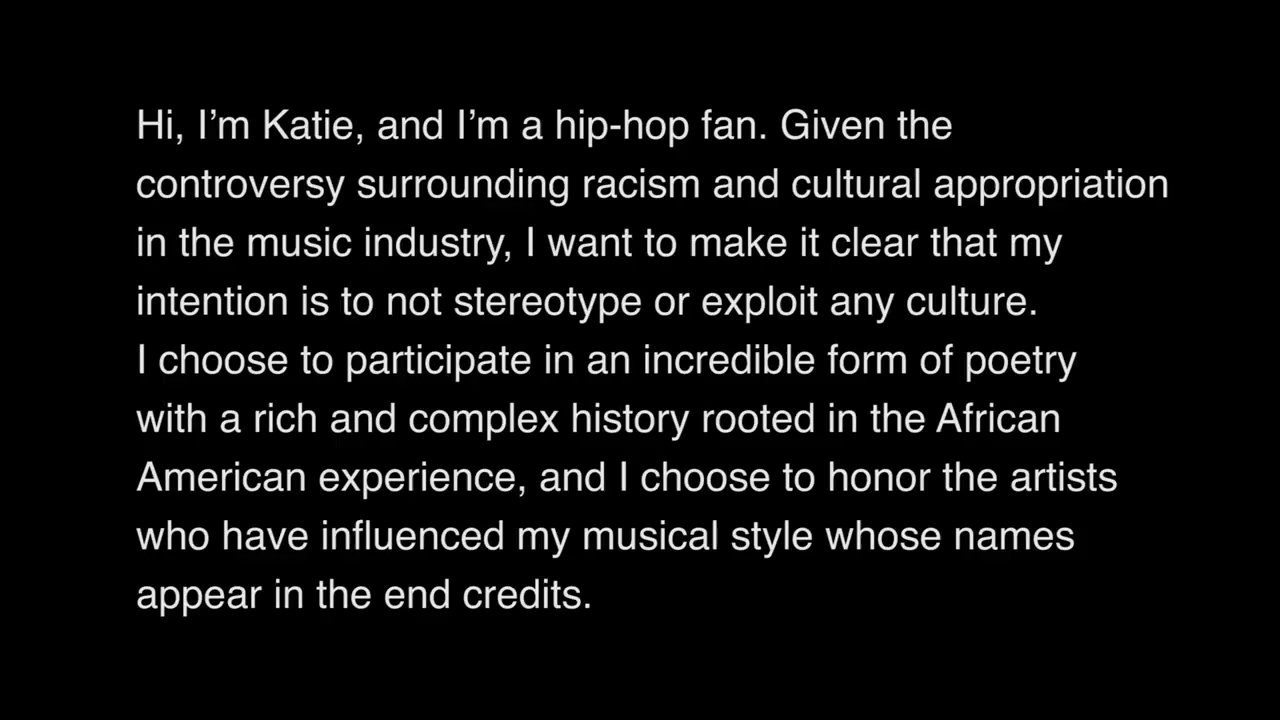 Hi, I’m Katie, and I’m a hip-hop fan. Given the
controversy surrounding racism and cultural appropriation
in the music industry, I want to make it clear that my
intention is to not stereotype or exploit any culture.
I choose to participate in an incredible form of poetry
with a rich and complex history rooted in the African
American experience, and I choose to honor the artists
who have influenced my musical style whose names
appear in the end credits.